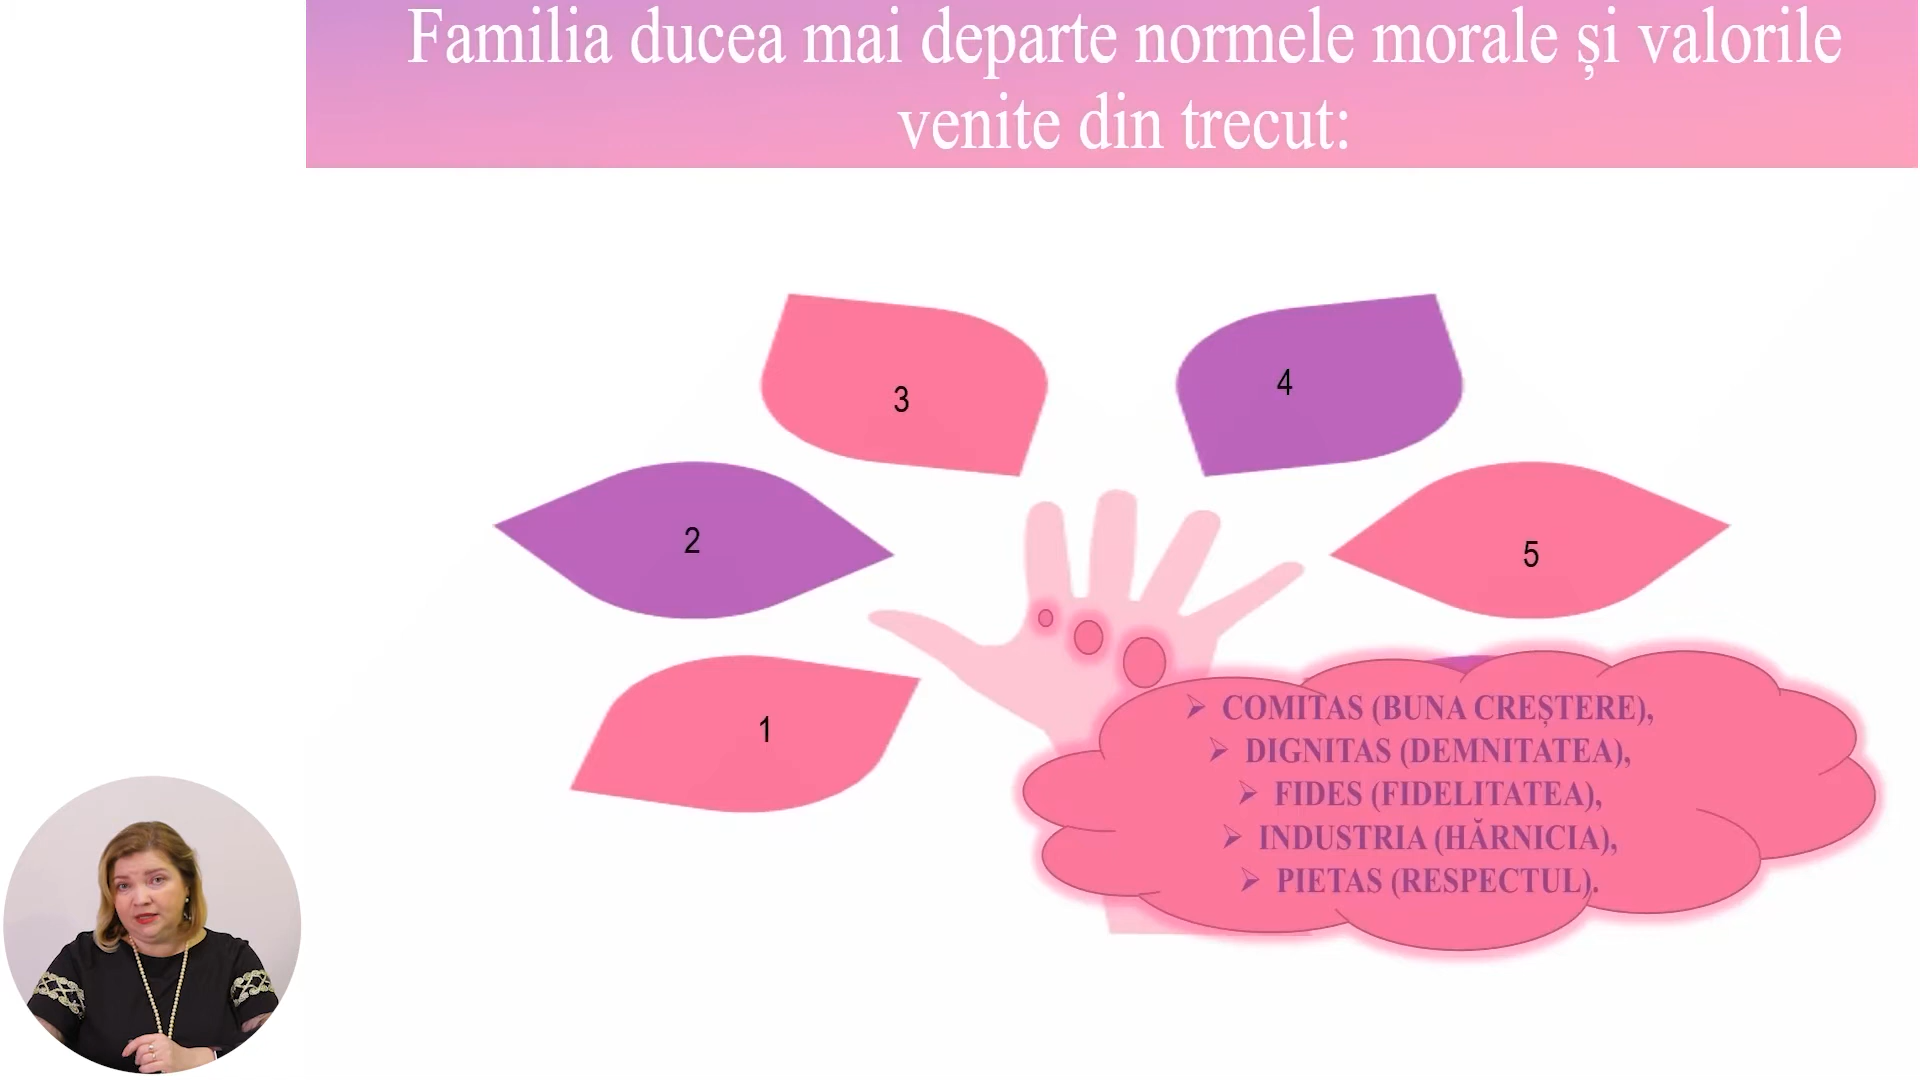 Familia ducea mai departe normele morale și valorile
venite din trecut:
3
4
2
5
1
➢ COMITAS (BUNA CREȘTERE),
➢ DIGNITAS (DEMNITATEA),
➢ FIDES (FIDELITATEA),
➢ INDUSTRIA (HĂRNICIA),
➢ PIETAS (RESPECTUL).